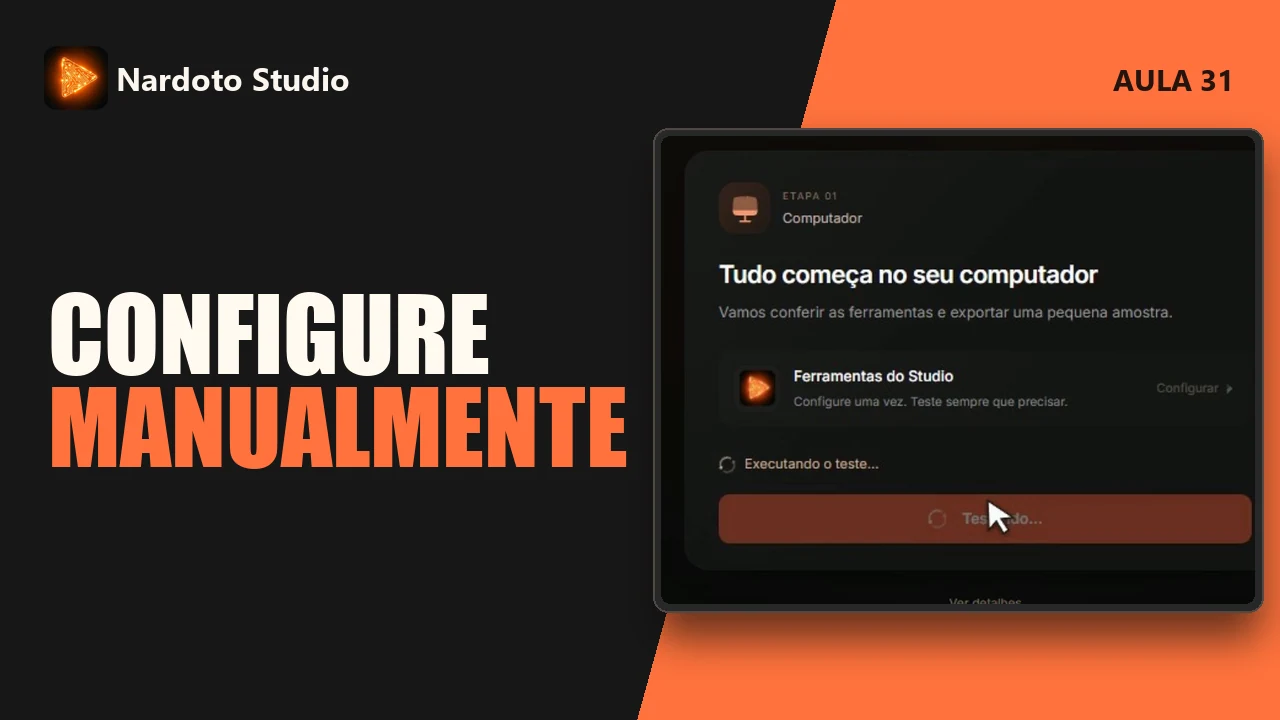 Nardoto Studio
AULA 31
CONFIGURE
MANUALMENTE
ETAPA 01
Computador
Tudo começa no seu computador
Vamos conferir as ferramentas e exportar uma pequena amostra.
Ferramentas do Studio
Configure uma vez. Teste sempre que precisar.
Configurar
Executando o teste...
Ver detalhes